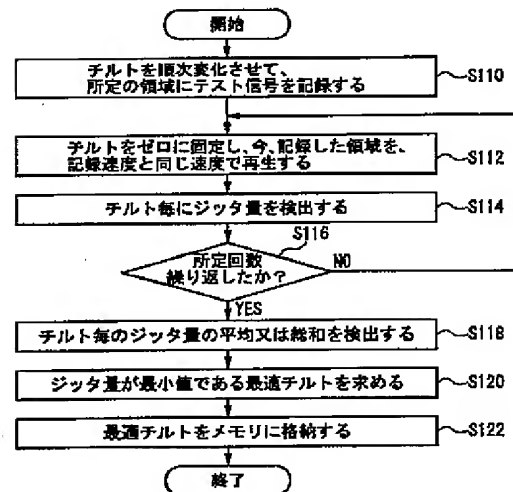 開始
チルトを順次変化させて、
所定の領域にテスト信号を記録する
S110
チルトをゼロに固定し、今、記録した領域を、
記録速度と同じ速度で再生する
S112
チルト毎にジッタ量を検出する
S114
S116
所定回数
繰り返したか?
NO
YES
チルト毎のジッタ量の平均又は総和を検出する
S118
ジッタ量が最小値である最適チルトを求める
S120
最適チルトをメモリに格納する
S122
終了